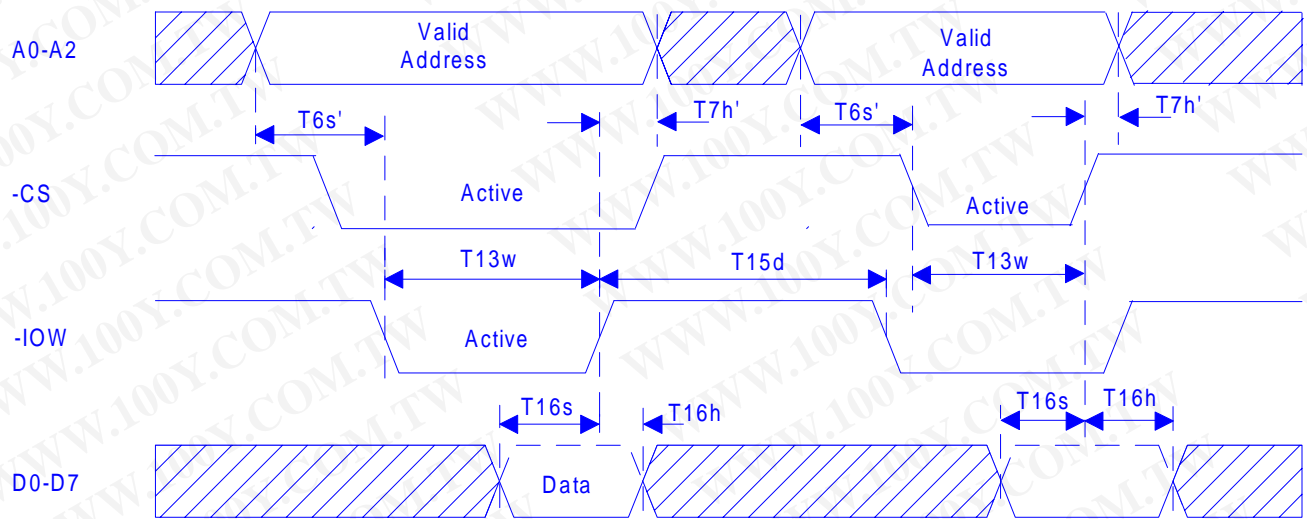 A0-A2
Valid
Address
Valid
Address
T6s'
T7h'
T6s'
T7h'
-CS
Active
Active
T13w
T15d
T13w
-IOW
Active
T16s
T16h
T16s
T16h
D0-D7
Data
WWW.100Y.COM.TW